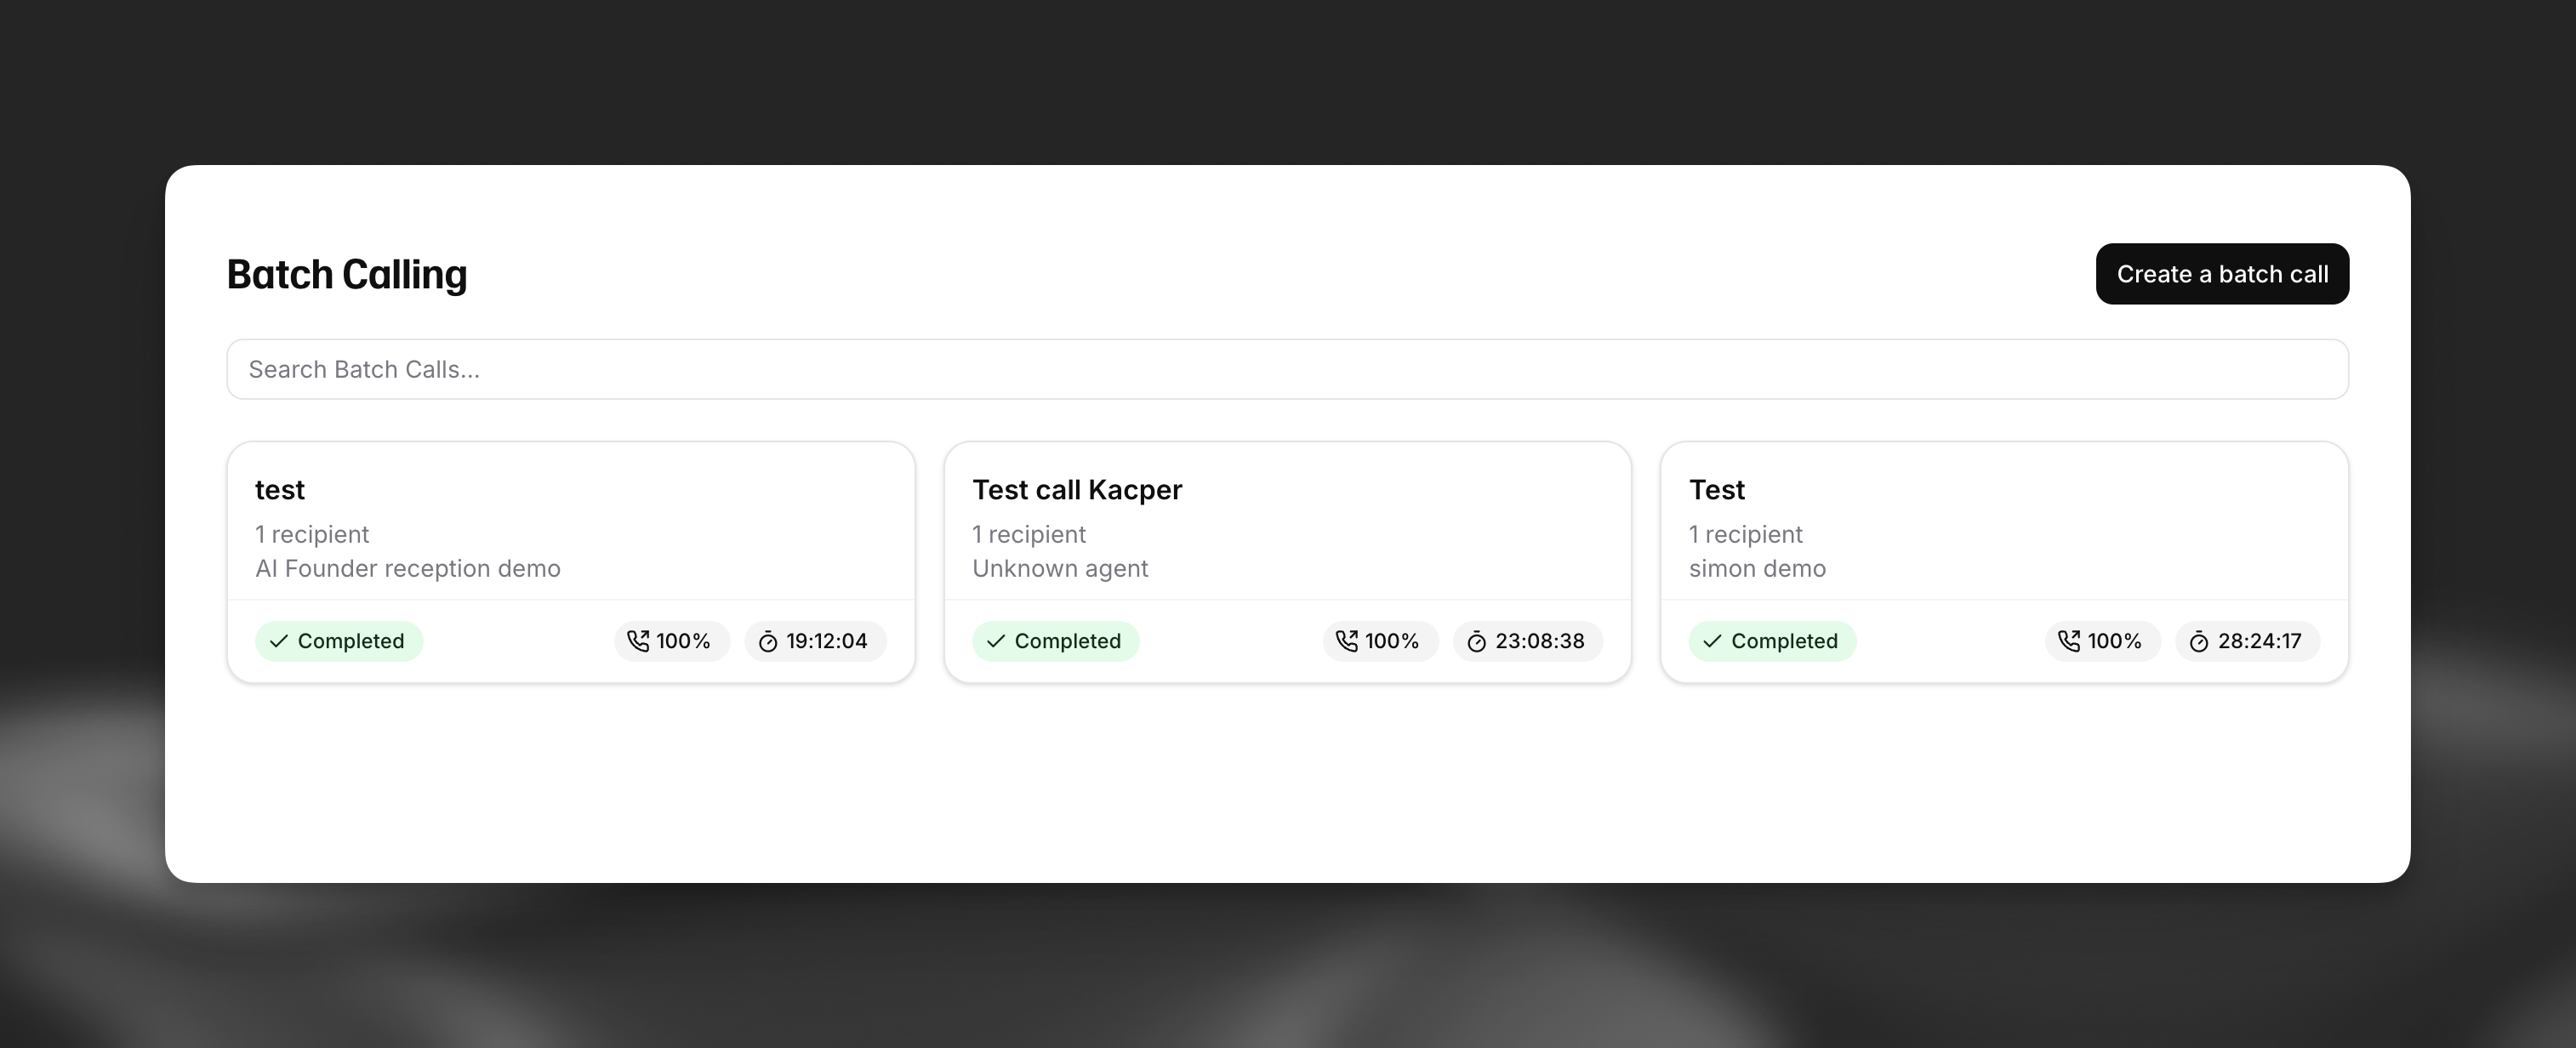 Batch Calling
Create a batch call
Search Batch Calls...
test
1 recipient
AI Founder reception demo
Completed
100%
19:12:04
Test call Kacper
1 recipient
Unknown agent
Completed
100%
23:08:38
Test
1 recipient
simon demo
Completed
100%
28:24:17